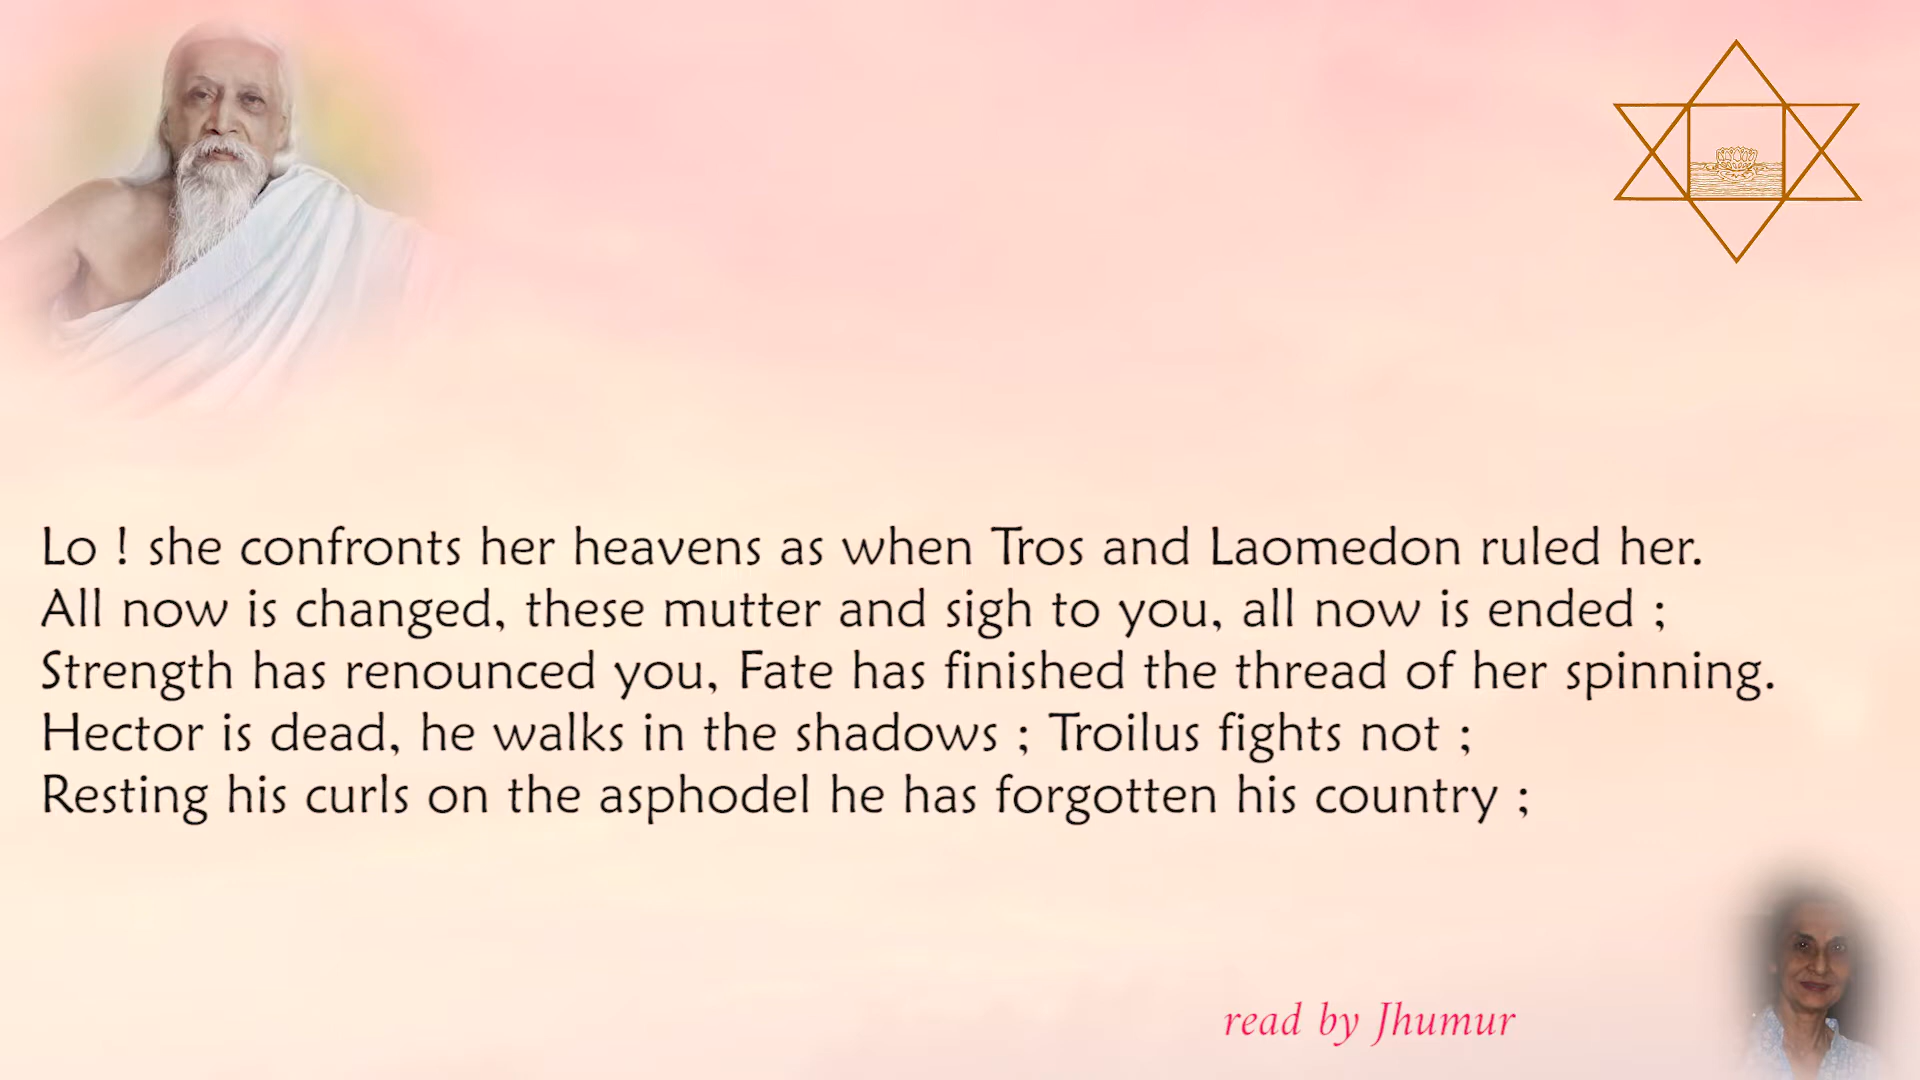 Lo ! she confronts her heavens as when Tros and Laomedon ruled her.
All now is changed, these mutter and sigh to you, all now is ended ;
Strength has renounced you, Fate has finished the thread of her spinning.
Hector is dead, he walks in the shadows ; Troilus fights not ;
Resting his curls on the asphodel he has forgotten his country ;
read by Jhumur